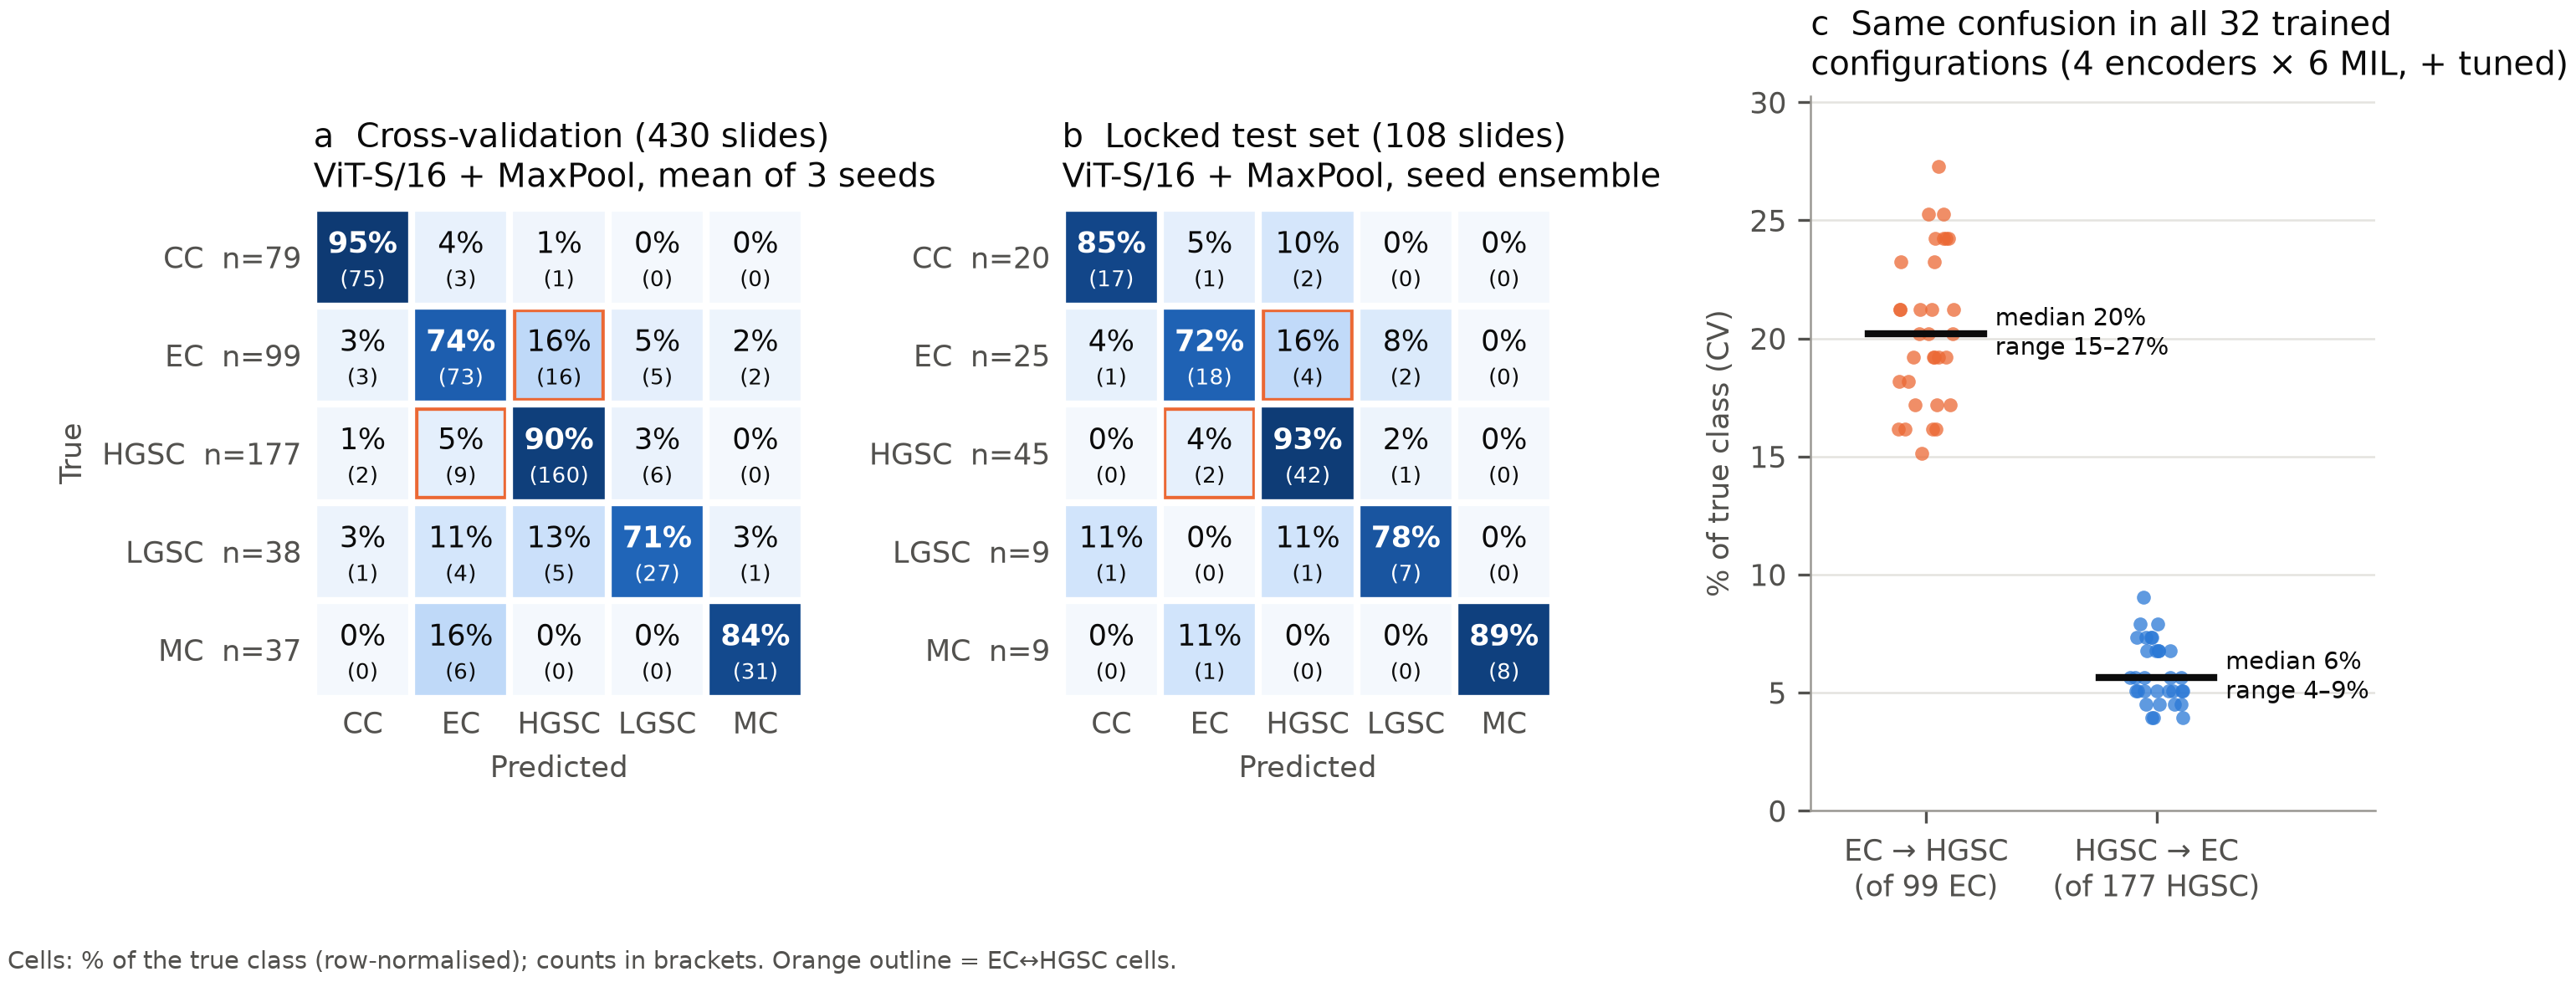 a  Cross-validation (430 slides)
ViT-S/16 + MaxPool, mean of 3 seeds
True
CC  n=79
95% 4% 1% 0% 0%
(75) (3) (1) (0) (0)
EC  n=99
3% 74% 16% 5% 2%
(3) (73) (16) (5) (2)
HGSC  n=177
1% 5% 90% 3% 0%
(2) (9) (160) (6) (0)
LGSC  n=38
3% 11% 13% 71% 3%
(1) (4) (5) (27) (1)
MC  n=37
0% 16% 0% 0% 84%
(0) (6) (0) (0) (31)
CC EC HGSC LGSC MC
Predicted
b  Locked test set (108 slides)
ViT-S/16 + MaxPool, seed ensemble
CC  n=20
85% 5% 10% 0% 0%
(17) (1) (2) (0) (0)
EC  n=25
4% 72% 16% 8% 0%
(1) (18) (4) (2) (0)
HGSC  n=45
0% 4% 93% 2% 0%
(0) (2) (42) (1) (0)
LGSC  n=9
11% 0% 11% 78% 0%
(1) (0) (1) (7) (0)
MC  n=9
0% 11% 0% 0% 89%
(0) (1) (0) (0) (8)
CC EC HGSC LGSC MC
Predicted
c  Same confusion in all 32 trained
configurations (4 encoders × 6 MIL, + tuned)
% of true class (CV)
30
25
20
15
10
5
0
median 20%
range 15–27%
median 6%
range 4–9%
EC → HGSC
(of 99 EC)
HGSC → EC
(of 177 HGSC)
Cells: % of the true class (row-normalised); counts in brackets. Orange outline = EC↔HGSC cells.